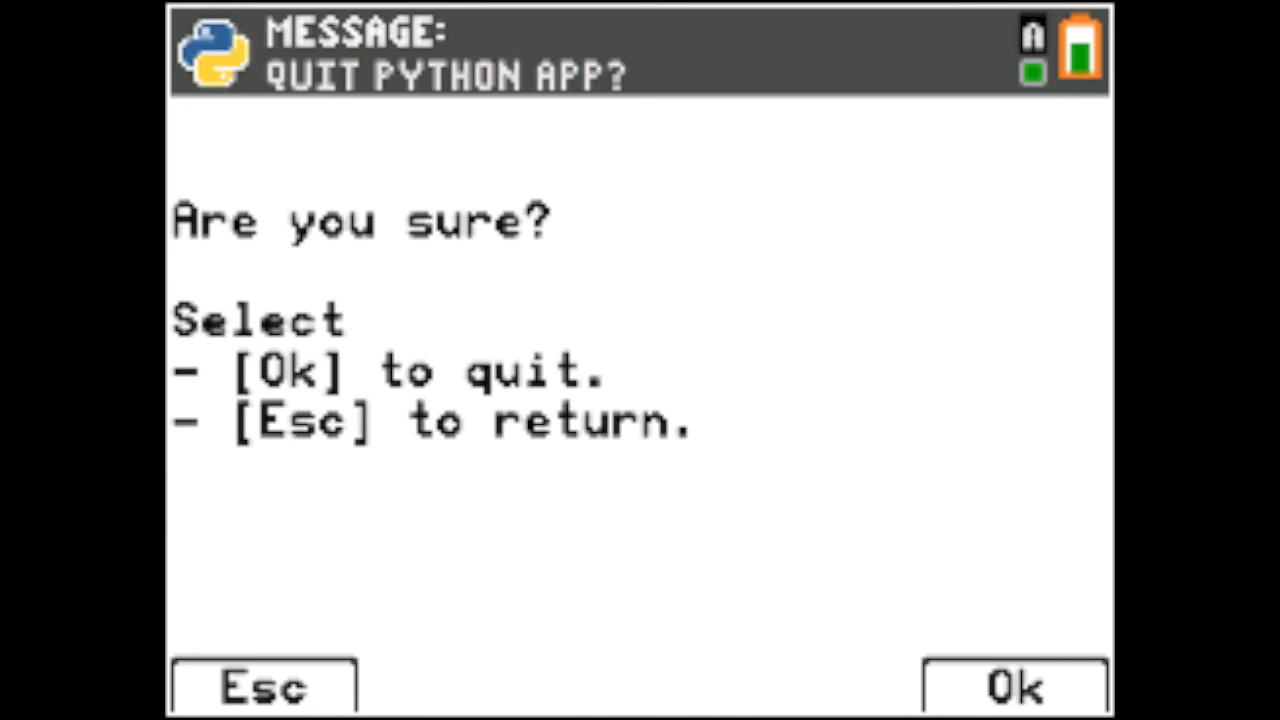 MESSAGE:
QUIT PYTHON APP?
A
Are you sure?
Select
- [Ok] to quit.
- [Esc] to return.
Esc
Ok